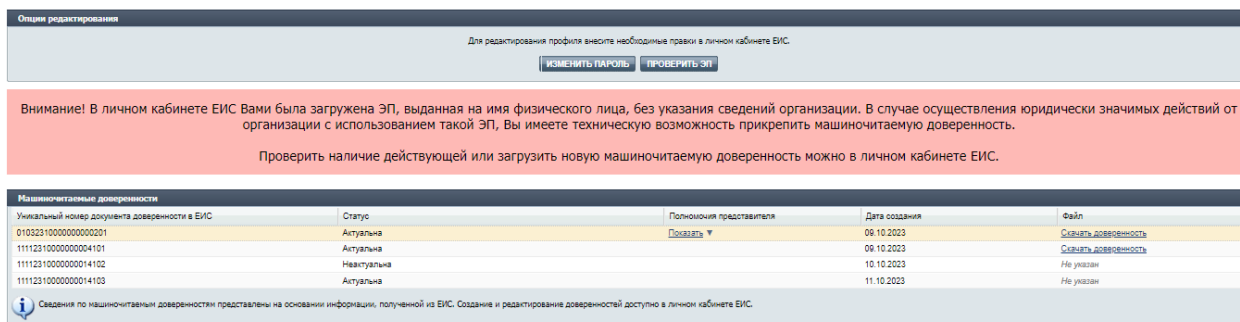 Опции редактирования
Для редактирования профиля внесите необходимые правки в личном кабинете ЕИС.
ИЗМЕНИТЬ ПАРОЛЬ ПРОВЕРИТЬ ЭП
Внимание! В личном кабинете ЕИС Вами была загружена ЭП, выданная на имя физического лица, без указания сведений организации. В случае осуществления юридически значимых действий от
организации с использованием такой ЭП, Вы имеете техническую возможность прикрепить машиночитаемую доверенность.
Проверить наличие действующей или загрузить новую машиночитаемую доверенность можно в личном кабинете ЕИС.
Машиночитаемые доверенности
Уникальный номер документа доверенности в ЕИС Статус Полномочия представителя Дата создания Файл
01032310000000000201 Актуальна Показать ▼ 09.10.2023 Скачать доверенность
11112310000000004101 Актуальна 09.10.2023 Скачать доверенность
11112310000000014102 Неактуальна 10.10.2023 Не указан
11112310000000014103 Актуальна 11.10.2023 Не указан
Сведения по машиночитаемым доверенностям представлены на основании информации, полученной из ЕИС. Создание и редактирование доверенностей доступно в личном кабинете ЕИС.